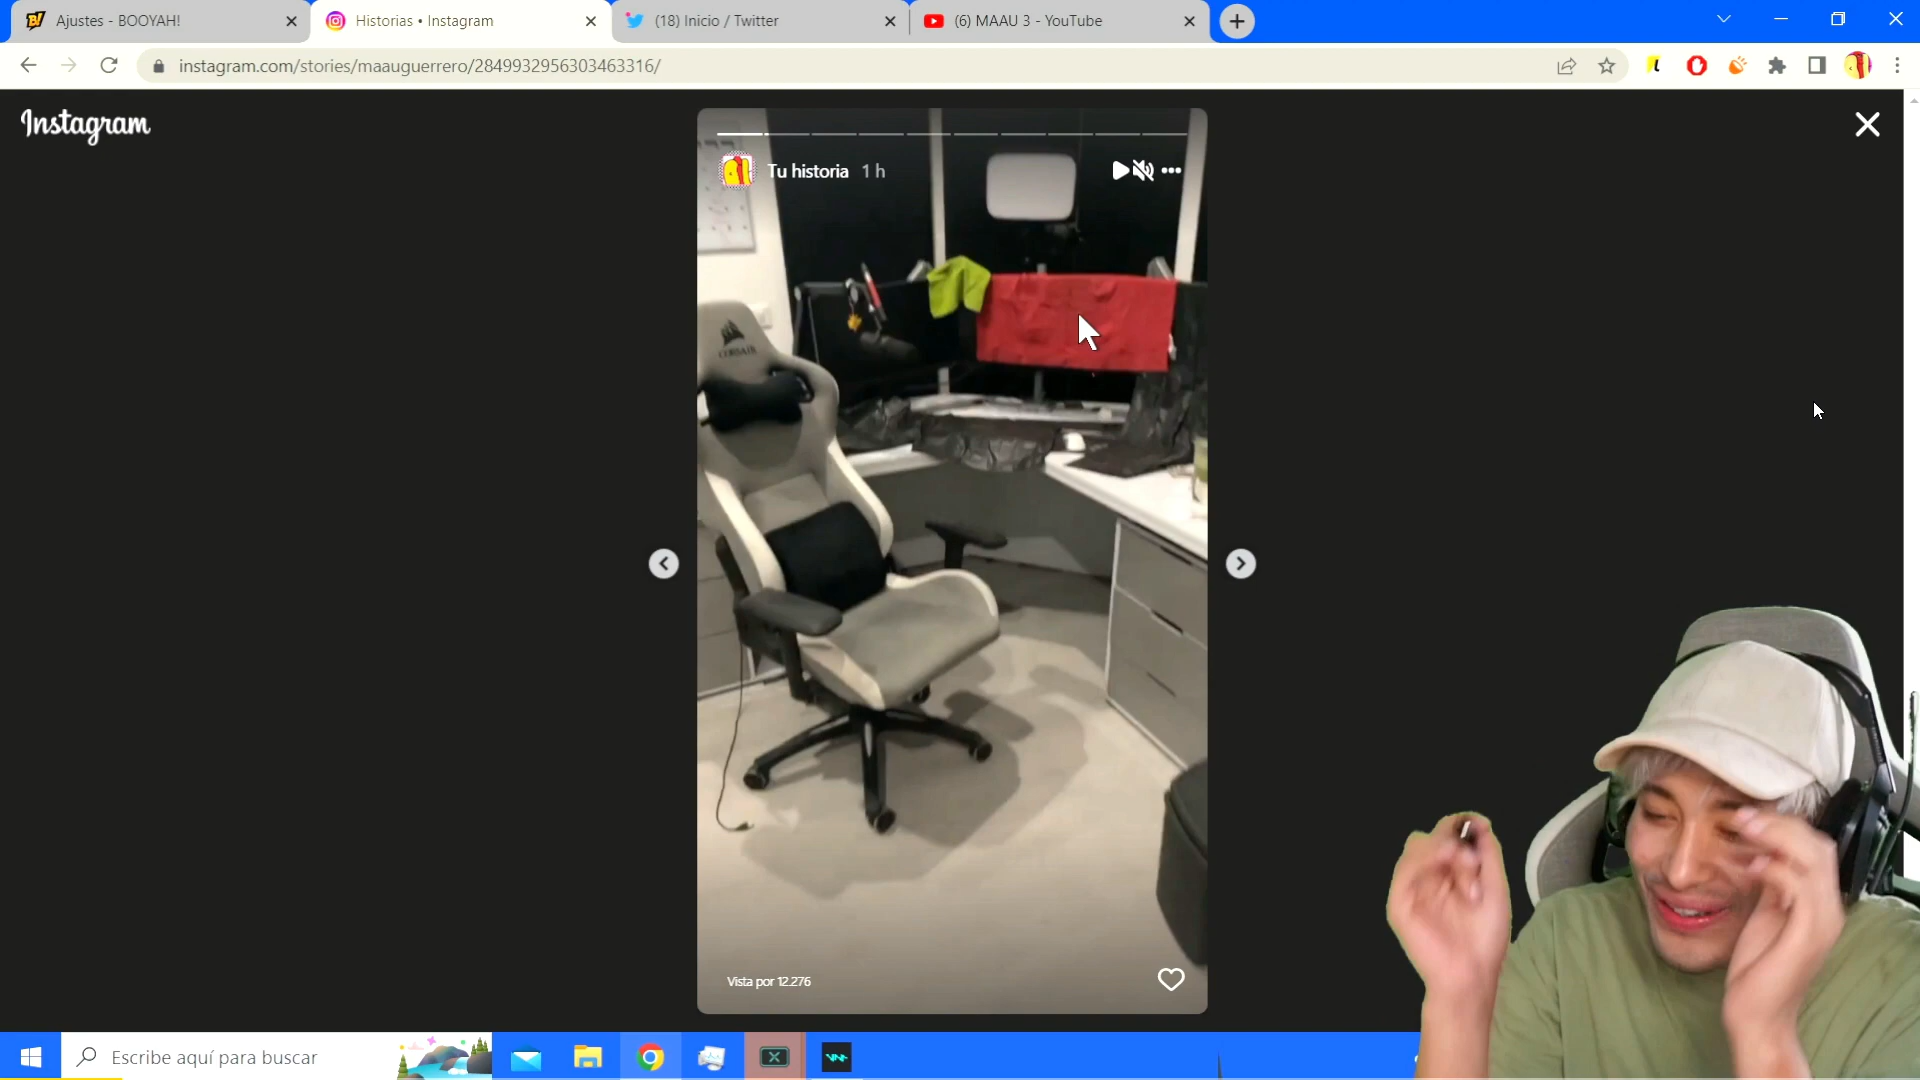 Ajustes - BOOYAH!
Historias • Instagram
(18) Inicio / Twitter
(6) MAAU 3 - YouTube
instagram.com/stories/maauguerrero/2849932956303463316/
Instagram
Tu historia 1 h
CORSAIR
Vista por 12.276
Escribe aquí para buscar